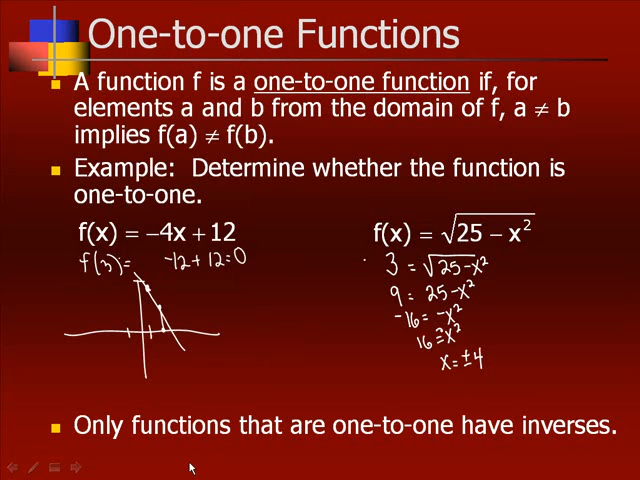 One-to-one Functions
A function f is a one-to-one function if, for
elements a and b from the domain of f, a ≠ b
implies f(a) ≠ f(b).
Example: Determine whether the function is
one-to-one.
f(x) = −4x + 12
f(3) = -12 + 12 = 0
f(x) = √(25 − x²)
3 = √(25 - x²)
9 = 25 - x²
-16 = -x²
16 = x²
x = ±4
Only functions that are one-to-one have inverses.